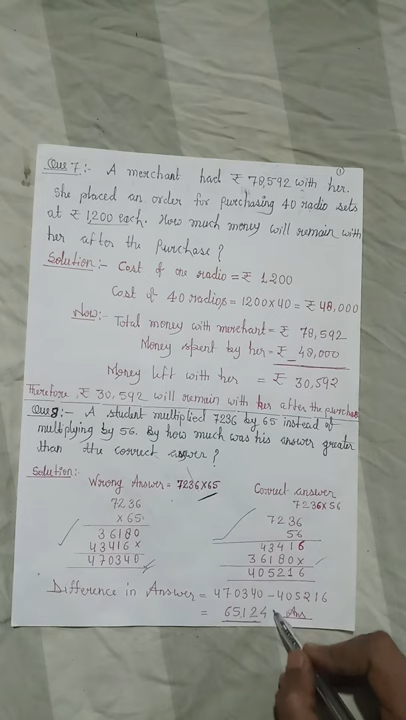 ①
Que 7:- A merchant had ₹ 78,592 with her.
She placed an order for purchasing 40 radio sets
at ₹ 1,200 each. How much money will remain with
her after the purchase?
Solution:- Cost of one radio = ₹ 1,200
Cost of 40 radios = 1200×40 = ₹ 48,000
Now:- Total money with merchant = ₹ 78,592
Money spent by her = ₹ - 48,000
Money left with her = ₹ 30,592
Therefore, ₹ 30,592 will remain with her after the purchase
Que 8:- A student multiplied 7236 by 65 instead of
multiplying by 56. By how much was his answer greater
than the correct answer?
Solution:-
Wrong Answer = 7236×65
7236
× 65
36180
43416×
470340
Correct answer
7236×56
7236
56
43416
36180×
405216
Difference in Answer = 470340 - 405216
= 65,124 Ans